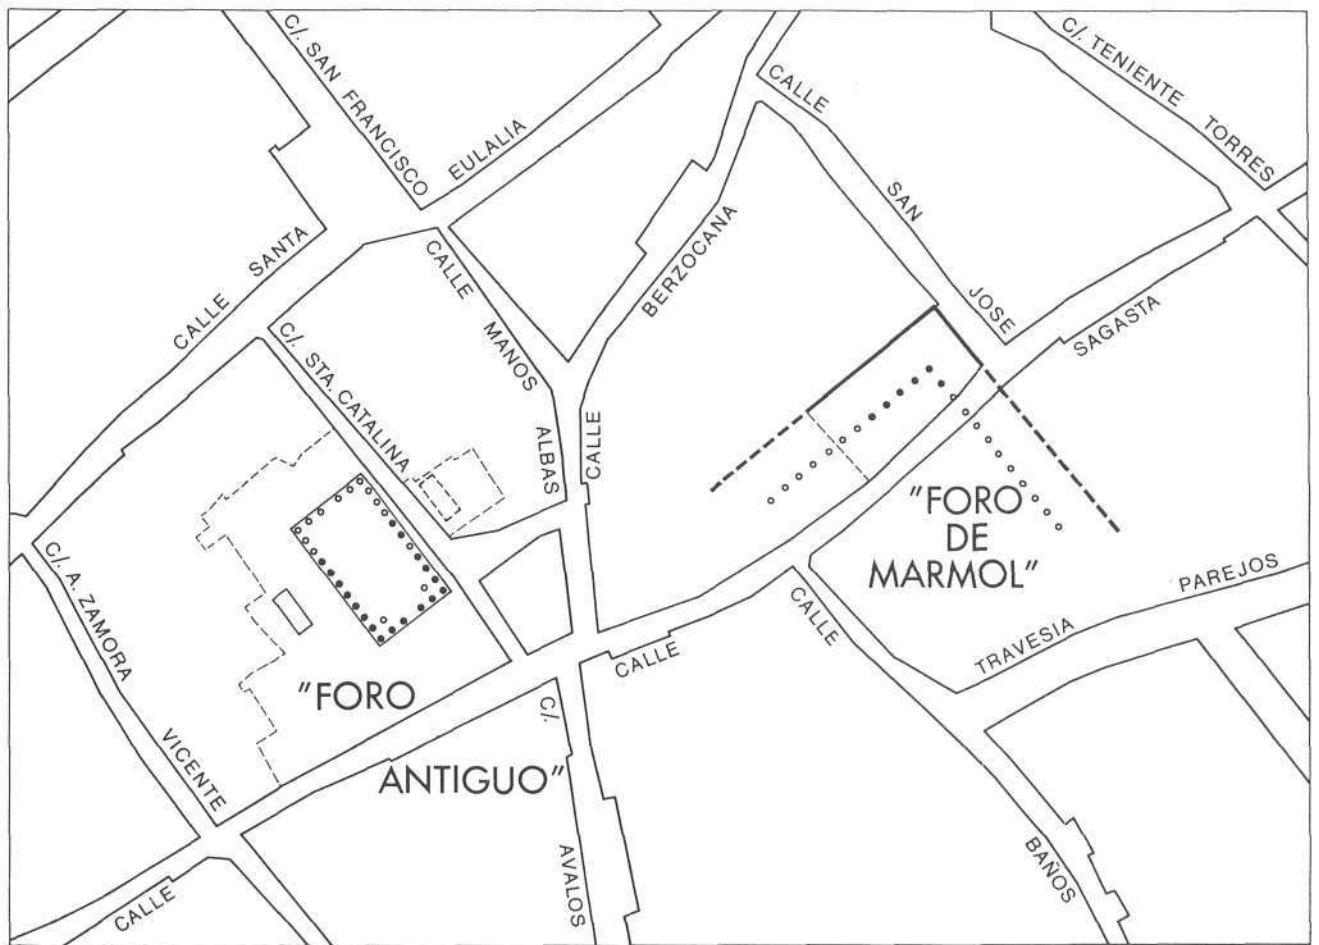 C/. SAN FRANCISCO
CALLE SANTA EULALIA
CALLE SAN JOSE
C/. TENIENTE TORRES
CALLE MANOS ALBAS
CALLE BERZOCANA
C/. STA. CATALINA
CALLE SAGASTA
C/. A. ZAMORA VICENTE
"FORO
ANTIGUO"
"FORO
DE
MARMOL"
TRAVESIA PAREJOS
CALLE BAÑOS
C/. AVALOS
CALLE